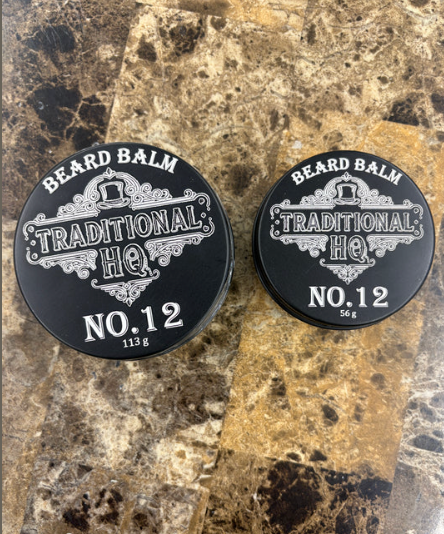 BEARD BALM
TRADITIONAL
HQ
NO.12
113 g
BEARD BALM
TRADITIONAL
HQ
NO.12
56 g